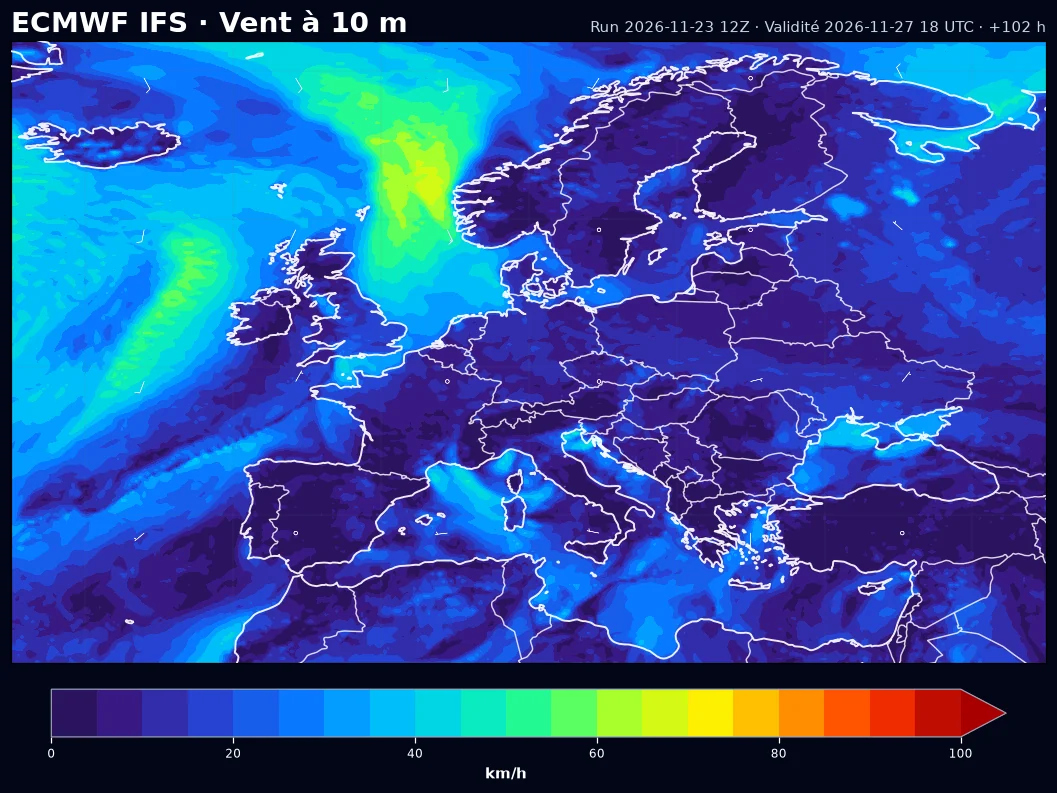 ECMWF IFS · Vent à 10 m
Run 2026-11-23 12Z · Validité 2026-11-27 18 UTC · +102 h
0 20 40 60 80 100
km/h